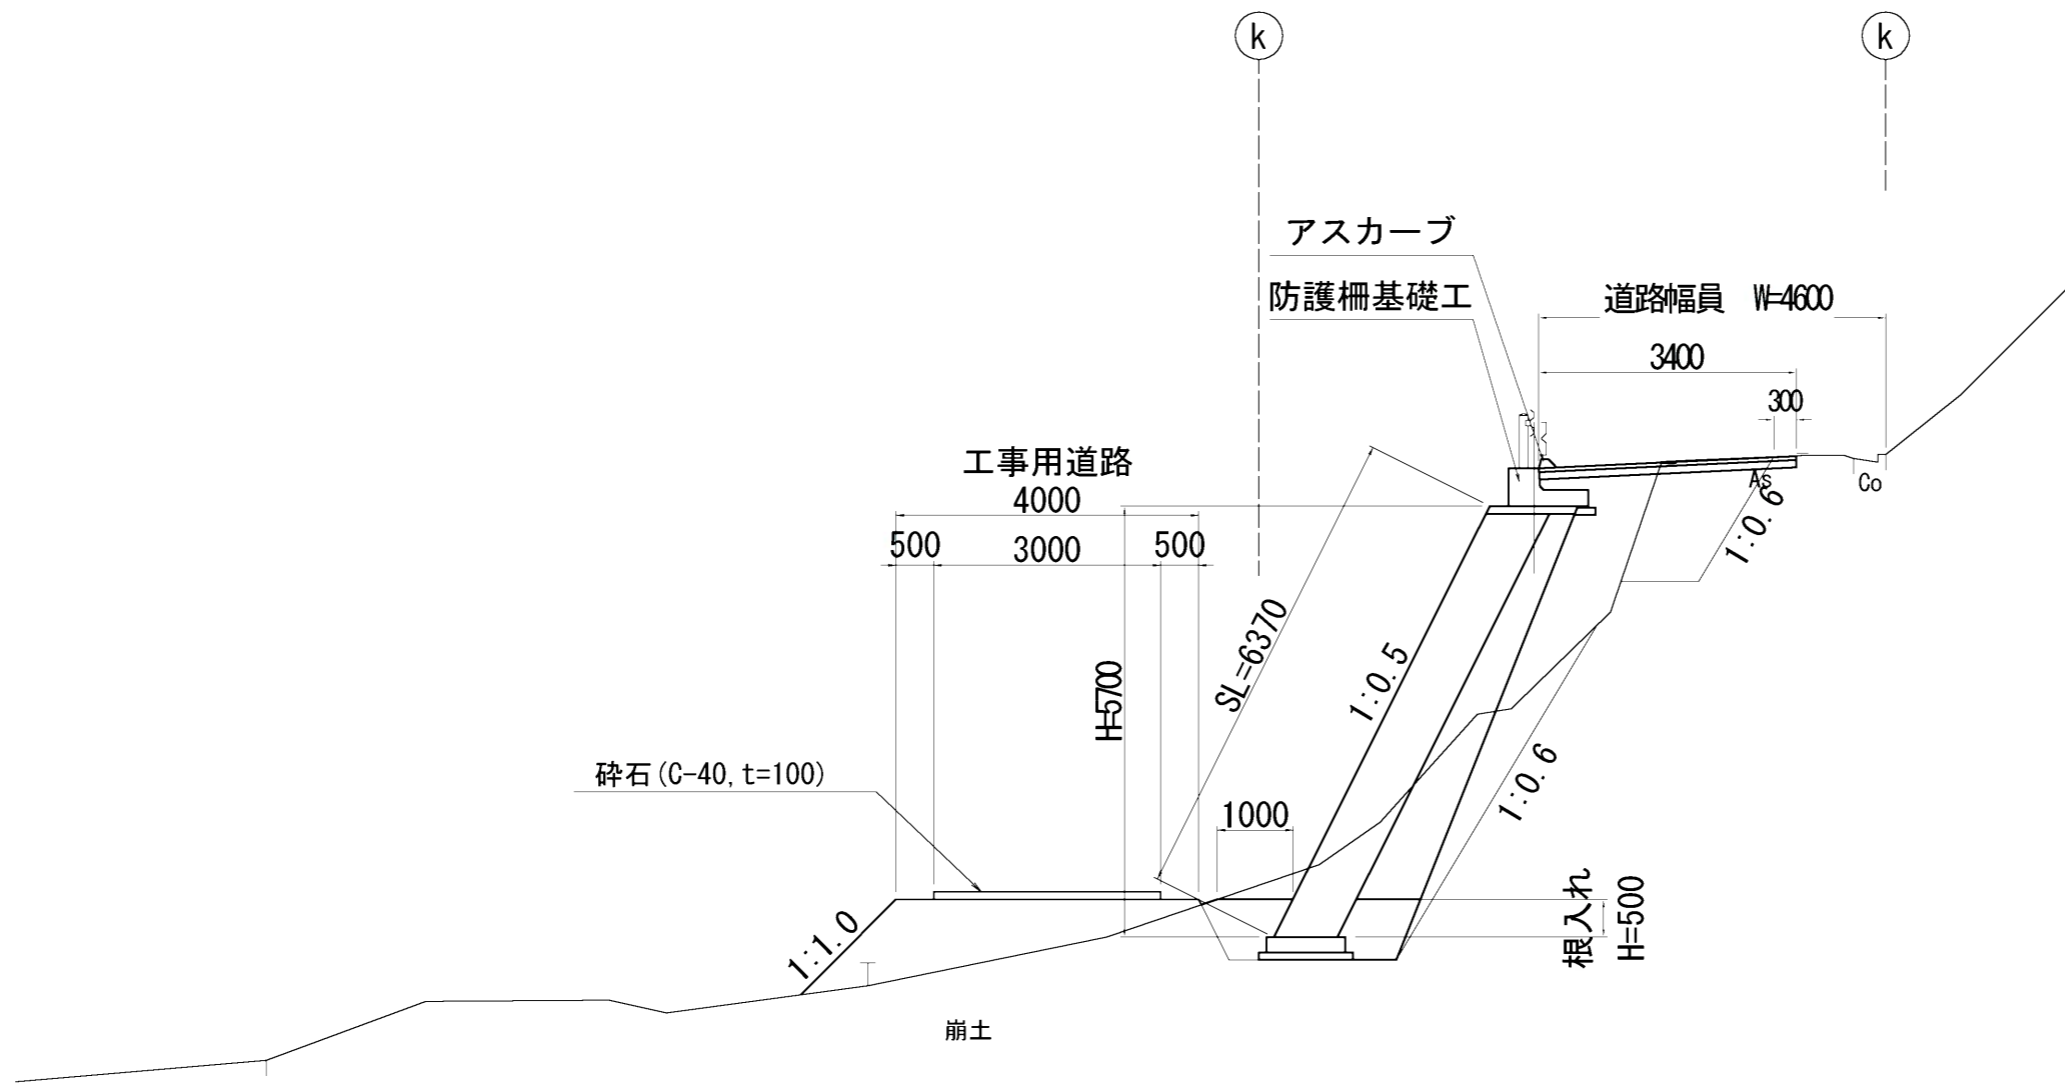 k
k
アスカーブ
防護柵基礎工
道路幅員 W=4600
3400
300
工事用道路
4000
500
3000
500
As
Co
1:0.6
SL=6370
1:0.5
H=5700
砕石(C-40,t=100)
1000
1:0.6
根入れ
H=500
1:1.0
崩土